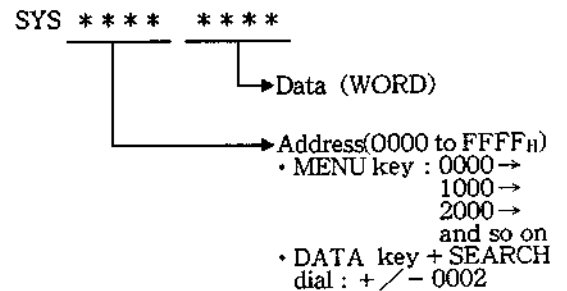 SYS **** ****
Data (WORD)
Address(0000 to FFFFH)
・MENU key : 0000→
1000→
2000→
and so on
・DATA key + SEARCH
dial : +／− 0002